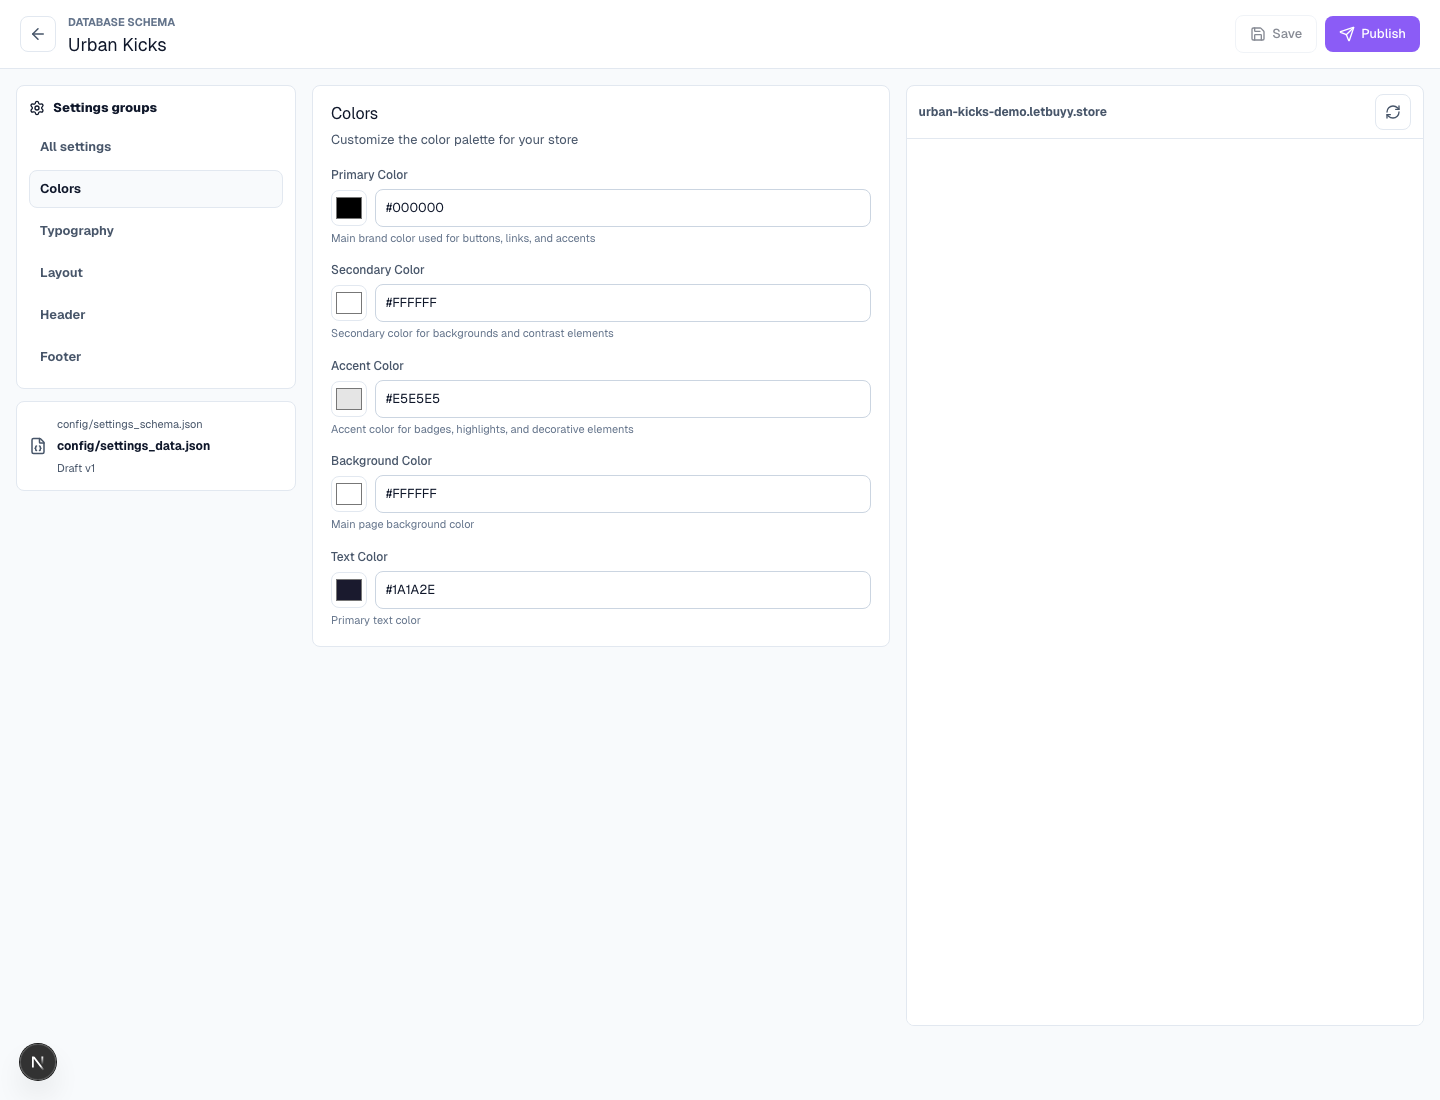 DATABASE SCHEMA
Urban Kicks
Save
Publish
Settings groups
All settings
Colors
Typography
Layout
Header
Footer
config/settings_schema.json
config/settings_data.json
Draft v1
Colors
Customize the color palette for your store
Primary Color
#000000
Main brand color used for buttons, links, and accents
Secondary Color
#FFFFFF
Secondary color for backgrounds and contrast elements
Accent Color
#E5E5E5
Accent color for badges, highlights, and decorative elements
Background Color
#FFFFFF
Main page background color
Text Color
#1A1A2E
Primary text color
urban-kicks-demo.letbuyy.store
N